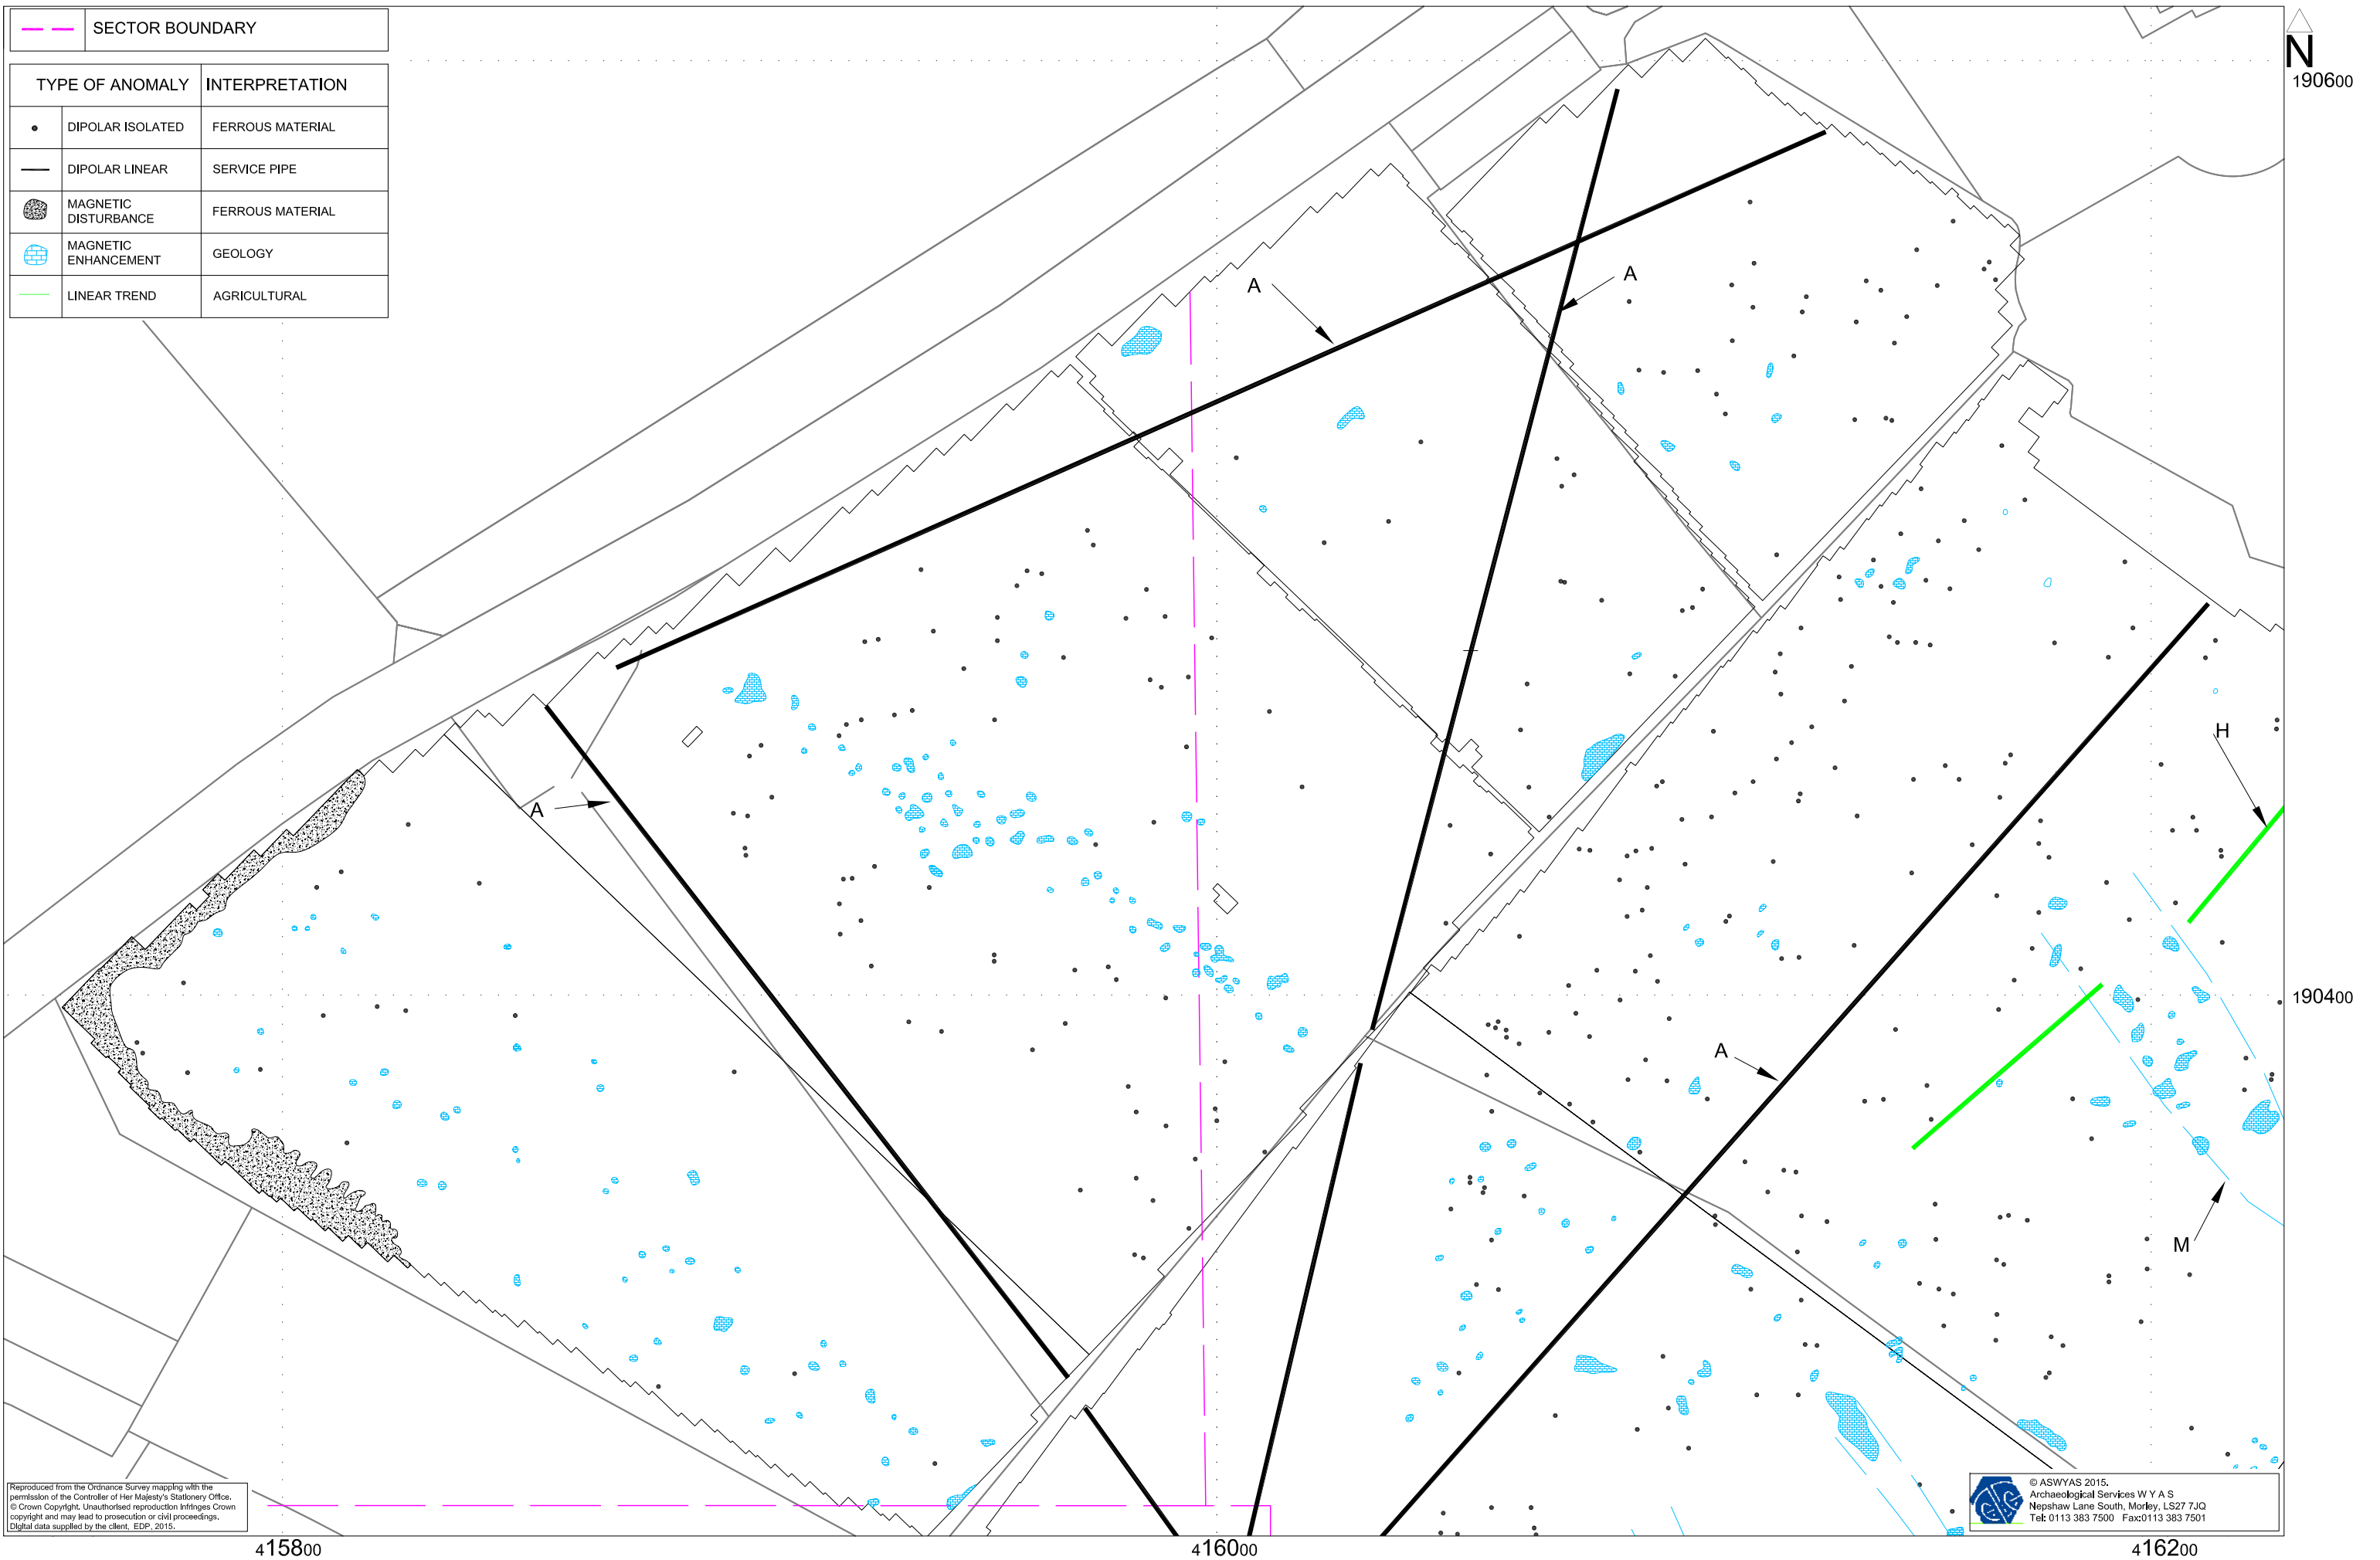 SECTOR BOUNDARY
TYPE OF ANOMALY INTERPRETATION
DIPOLAR ISOLATED FERROUS MATERIAL
DIPOLAR LINEAR SERVICE PIPE
MAGNETIC
DISTURBANCE
FERROUS MATERIAL
MAGNETIC
ENHANCEMENT
GEOLOGY
LINEAR TREND AGRICULTURAL
N
190600
A
A
H
A
190400
A
M
Reproduced from the Ordnance Survey mapping with the
permission of the Controller of Her Majesty's Stationery Office.
© Crown Copyright. Unauthorised reproduction infringes Crown
copyright and may lead to prosecution or civil proceedings.
Digital data supplied by the client, EDP, 2015.
© ASWYAS 2015.
Archaeological Services W Y A S
Nepshaw Lane South, Morley, LS27 7JQ
Tel: 0113 383 7500 Fax:0113 383 7501
415800
416000
416200